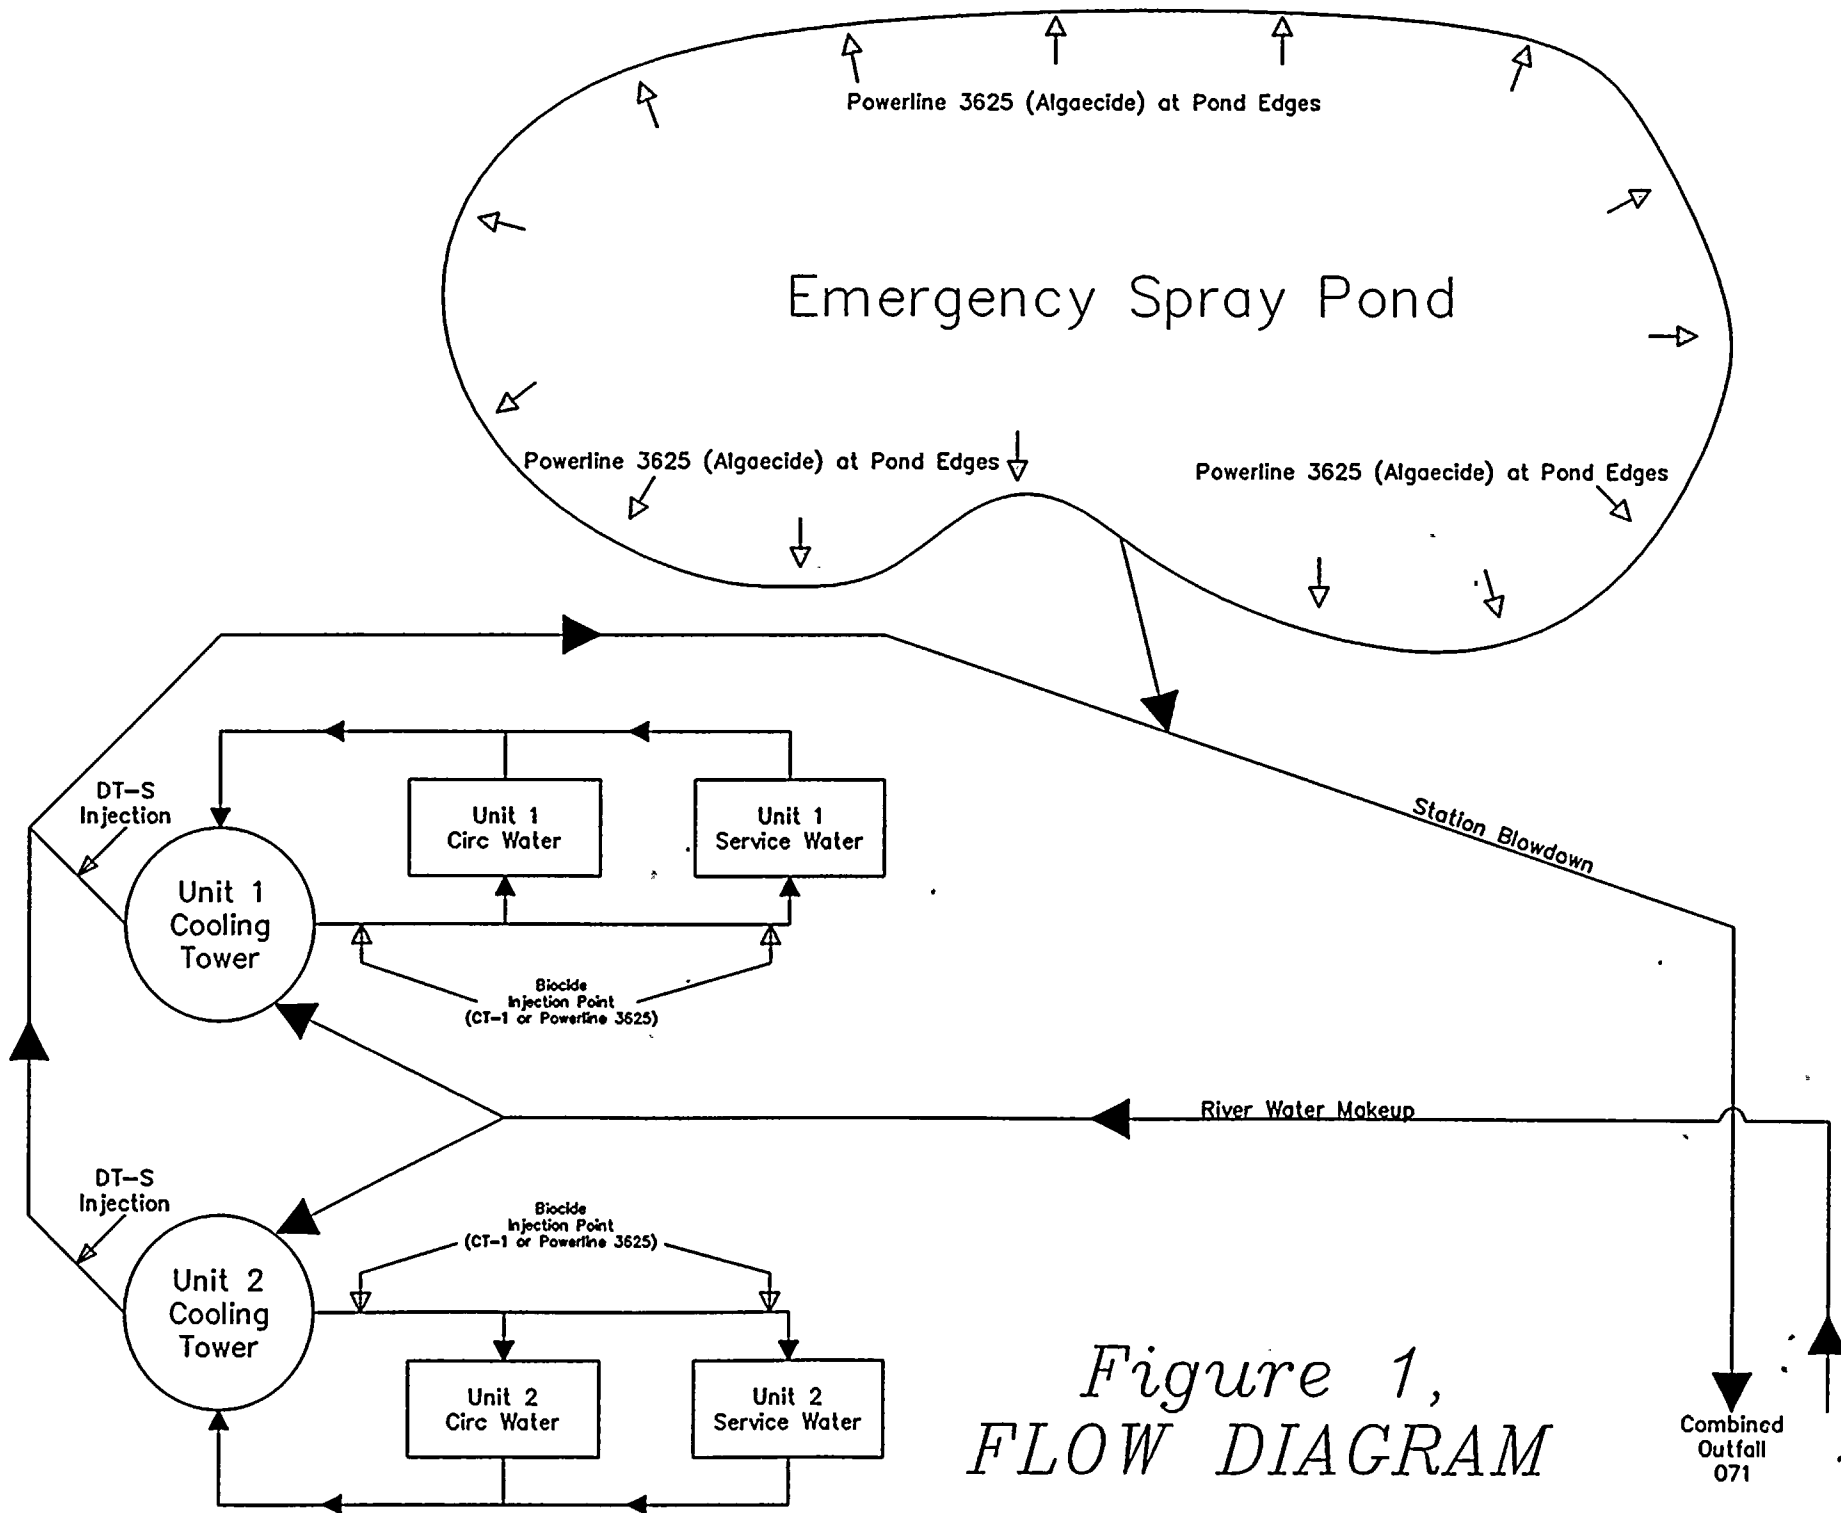 Powerline 3625 (Algaecide) at Pond Edges
Emergency Spray Pond
Powerline 3625 (Algaecide) at Pond Edges
Powerline 3625 (Algaecide) at Pond Edges
DT-S
Injection
Unit 1
Circ Water
Unit 1
Service Water
Station Blowdown
Unit 1
Cooling
Tower
Biocide
Injection Point
(CT-1 or Powerline 3625)
River Water Makeup
DT-S
Injection
Biocide
Injection Point
(CT-1 or Powerline 3625)
Unit 2
Cooling
Tower
Unit 2
Circ Water
Unit 2
Service Water
Figure 1,
FLOW DIAGRAM
Combined
Outfall
071